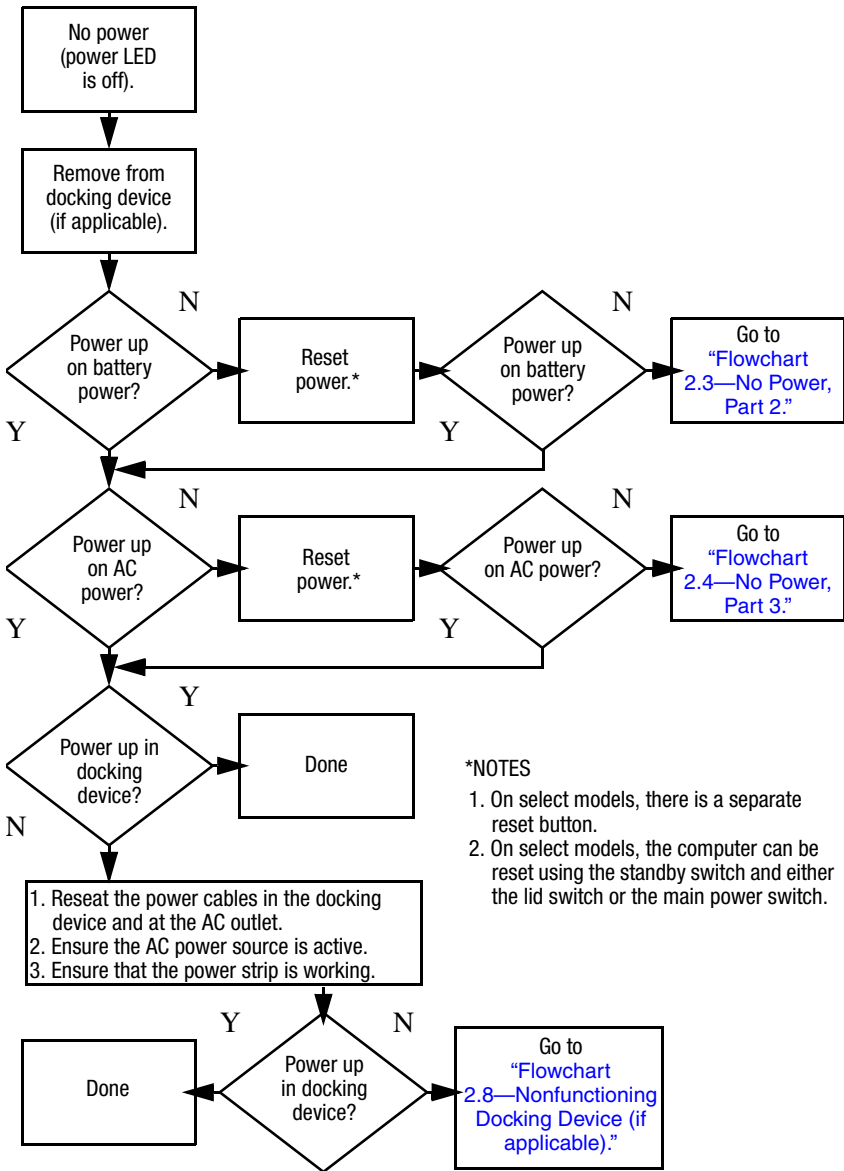 No power
(power LED
is off).
Remove from
docking device
(if applicable).
N
N
Power up
on battery
power?
Reset
power.*
Power up
on battery
power?
Go to
“Flowchart
2.3—No Power,
Part 2.”
Y
Y
N
N
Power up
on AC
power?
Reset
power.*
Power up
on AC power?
Go to
“Flowchart
2.4—No Power,
Part 3.”
Y
Y
Y
Power up in
docking
device?
Done
N
*NOTES
1. On select models, there is a separate
reset button.
2. On select models, the computer can be
reset using the standby switch and either
the lid switch or the main power switch.
1. Reseat the power cables in the docking
device and at the AC outlet.
2. Ensure the AC power source is active.
3. Ensure that the power strip is working.
Y
N
Done
Power up
in docking
device?
Go to
“Flowchart
2.8—Nonfunctioning
Docking Device (if
applicable).”